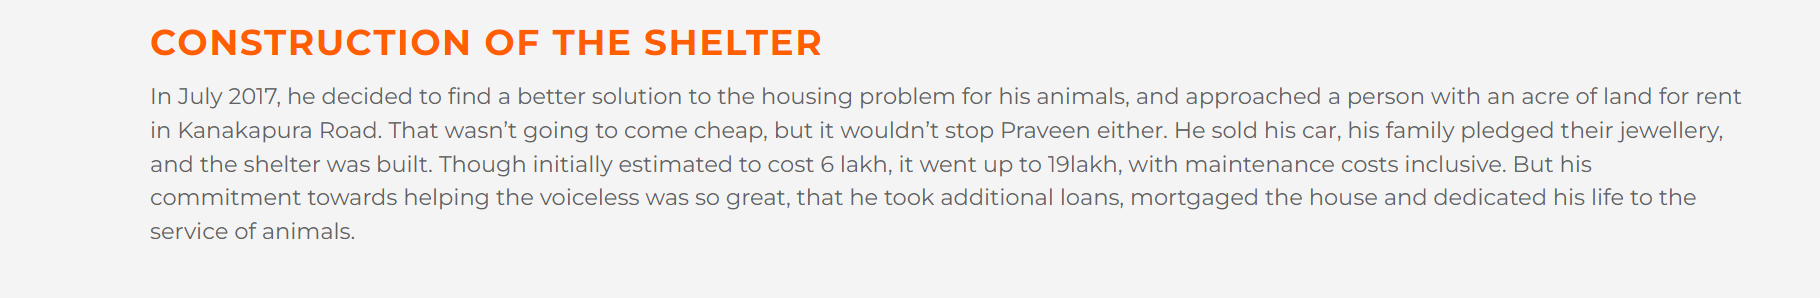 CONSTRUCTION OF THE SHELTER
In July 2017, he decided to find a better solution to the housing problem for his animals, and approached a person with an acre of land for rent
in Kanakapura Road. That wasn’t going to come cheap, but it wouldn’t stop Praveen either. He sold his car, his family pledged their jewellery,
and the shelter was built. Though initially estimated to cost 6 lakh, it went up to 19lakh, with maintenance costs inclusive. But his
commitment towards helping the voiceless was so great, that he took additional loans, mortgaged the house and dedicated his life to the
service of animals.